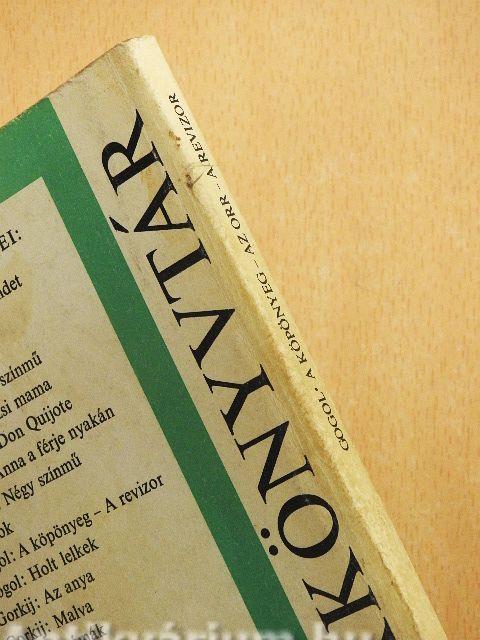 GOGOL: A KÖPÖNYEG – AZ ORR – A REVIZOR
KÖNYVTÁR
EI:
ndet
színmű
si mama
Don Quijote
Anna a férje nyakán
Négy színmű
ok
gol: A köpönyeg – A revizor
ogol: Holt lelkek
Gorkij: Az anya
Gorkij: Malva